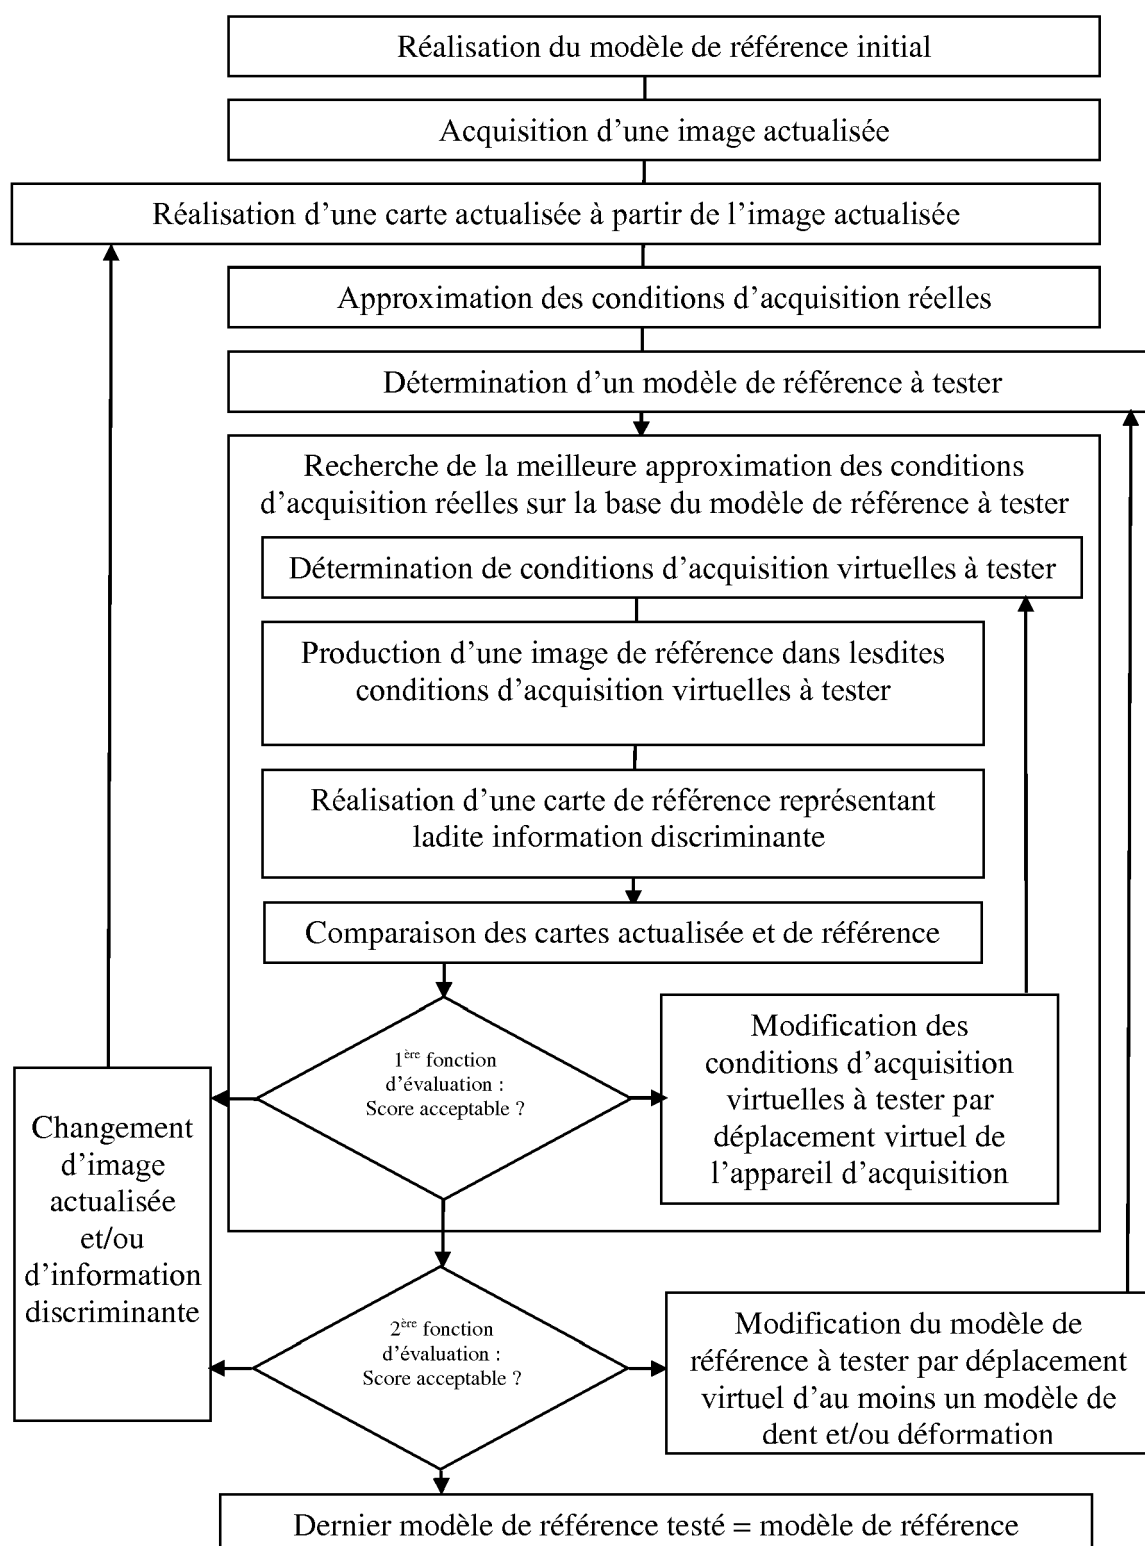 Réalisation du modèle de référence initial
Acquisition d'une image actualisée
Réalisation d'une carte actualisée à partir de l'image actualisée
Approximation des conditions d'acquisition réelles
Détermination d'un modèle de référence à tester
Recherche de la meilleure approximation des conditions
d'acquisition réelles sur la base du modèle de référence à tester
Détermination de conditions d'acquisition virtuelles à tester
Production d'une image de référence dans lesdites
conditions d'acquisition virtuelles à tester
Réalisation d'une carte de référence représentant
ladite information discriminante
Comparaison des cartes actualisée et de référence
1ère fonction
d'évaluation :
Score acceptable ?
Modification des
conditions d'acquisition
virtuelles à tester par
déplacement virtuel de
l'appareil d'acquisition
Changement
d'image
actualisée
et/ou
d'information
discriminante
2ère fonction
d'évaluation :
Score acceptable ?
Modification du modèle de
référence à tester par déplacement
virtuel d'au moins un modèle de
dent et/ou déformation
Dernier modèle de référence testé = modèle de référence